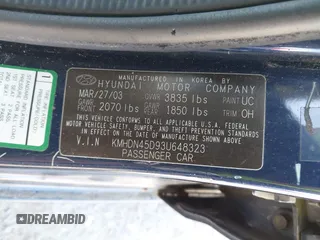 MANUFACTURED IN KOREA BY
HYUNDAI MOTOR COMPANY
MAR/27/03 GVWR 3835 lbs PAINT UC
GAWR FRONT 2070 lbs GAWR REAR 1850 lbs TRIM OH
THIS VEHICLE CONFORMS TO ALL APPLICABLE U.S. FEDERAL
MOTOR VEHICLE SAFETY, BUMPER, AND THEFT PREVENTION
STANDARDS IN EFFECT ON THE DATE OF MANUFACTURE
SHOWN ABOVE.
V.I.N KMHDN45D93U648323
PASSENGER CAR
DREAMBID